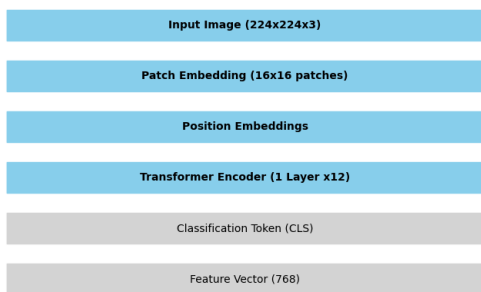 Input Image (224x224x3)
Patch Embedding (16x16 patches)
Position Embeddings
Transformer Encoder (1 Layer x12)
Classification Token (CLS)
Feature Vector (768)